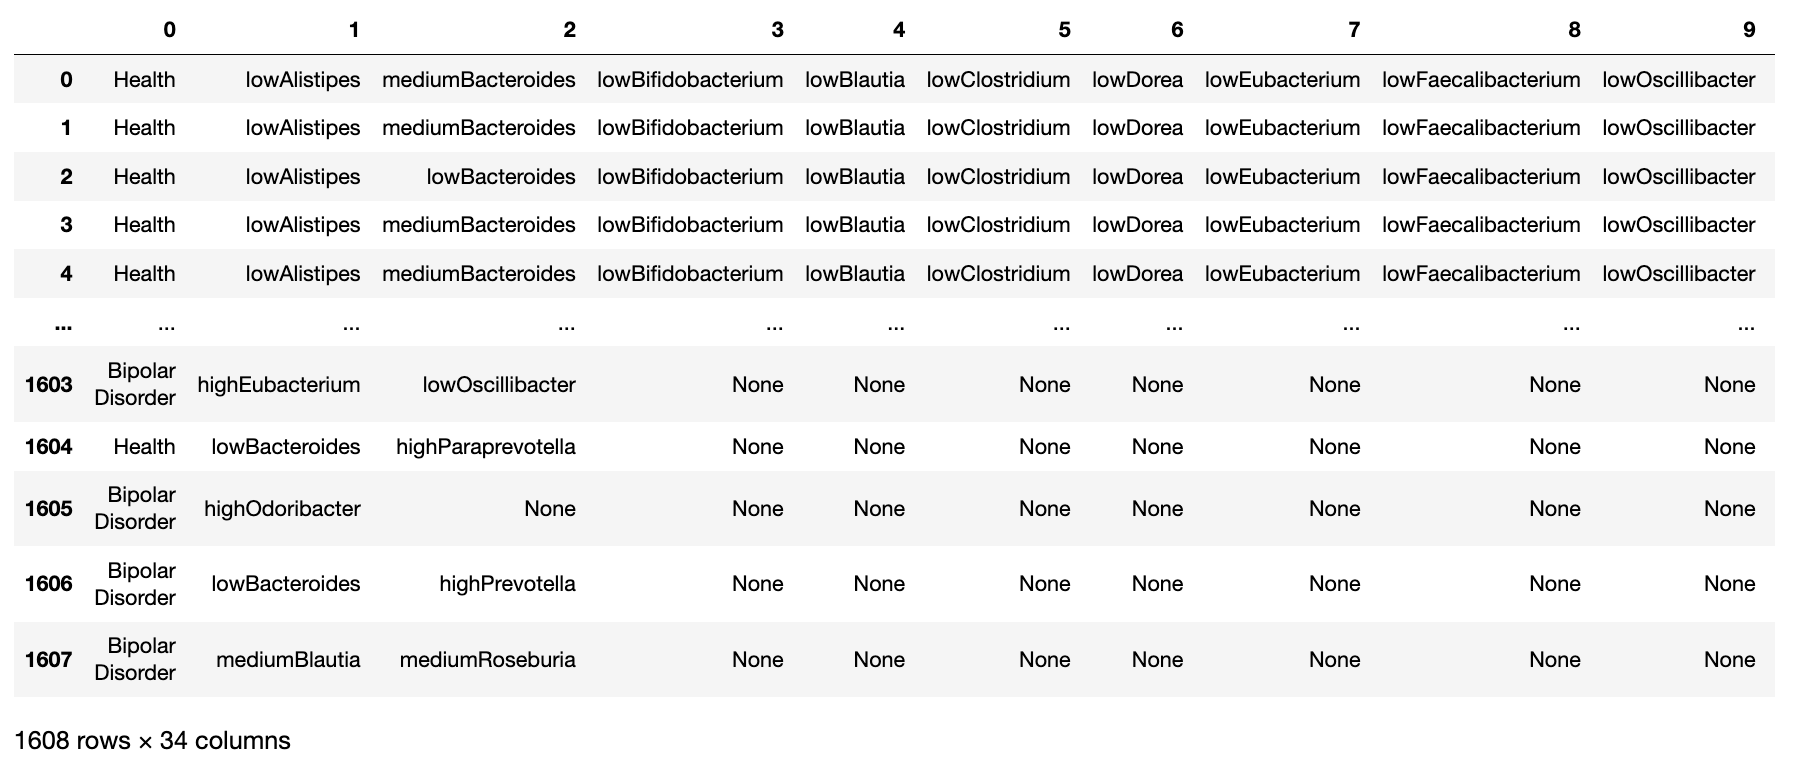 0 1 2 3 4 5 6 7 8 9
0 Health lowAlistipes mediumBacteroides lowBifidobacterium lowBlautia lowClostridium lowDorea lowEubacterium lowFaecalibacterium lowOscillibacter
1 Health lowAlistipes mediumBacteroides lowBifidobacterium lowBlautia lowClostridium lowDorea lowEubacterium lowFaecalibacterium lowOscillibacter
2 Health lowAlistipes lowBacteroides lowBifidobacterium lowBlautia lowClostridium lowDorea lowEubacterium lowFaecalibacterium lowOscillibacter
3 Health lowAlistipes mediumBacteroides lowBifidobacterium lowBlautia lowClostridium lowDorea lowEubacterium lowFaecalibacterium lowOscillibacter
4 Health lowAlistipes mediumBacteroides lowBifidobacterium lowBlautia lowClostridium lowDorea lowEubacterium lowFaecalibacterium lowOscillibacter
... ... ... ... ... ... ... ... ... ... ...
1603 Bipolar Disorder highEubacterium lowOscillibacter None None None None None None None
1604 Health lowBacteroides highParaprevotella None None None None None None None
1605 Bipolar Disorder highOdoribacter None None None None None None None None
1606 Bipolar Disorder lowBacteroides highPrevotella None None None None None None None
1607 Bipolar Disorder mediumBlautia mediumRoseburia None None None None None None None
1608 rows × 34 columns